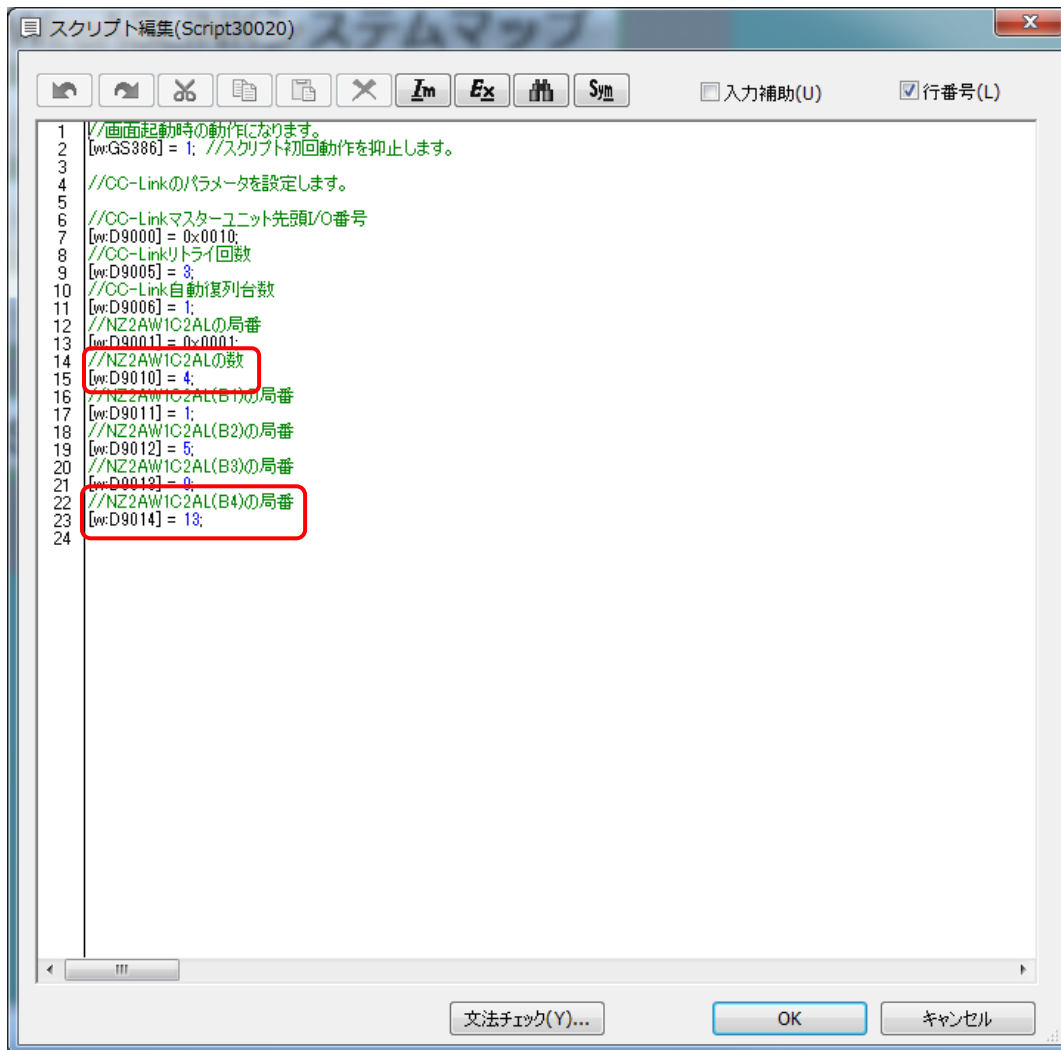 スクリプト編集(Script30020)
ステムマップ
Im Ex Sym 入力補助(U) 行番号(L)
1 //画面起動時の動作になります。
2 [w:GS386] = 1; //スクリプト初回動作を抑止します。
3
4 //CC-Linkのパラメータを設定します。
5
6 //CC-Linkマスターユニット先頭I/O番号
7 [w:D9000] = 0x0010;
8 //CC-Linkリトライ回数
9 [w:D9005] = 3;
10 //CC-Link自動復列台数
11 [w:D9006] = 1;
12 //NZ2AW1C2ALの局番
13 [w:D9001] = 0x0001;
14 //NZ2AW1C2ALの数
15 [w:D9010] = 4;
16 //NZ2AW1C2AL(B1)の局番
17 [w:D9011] = 1;
18 //NZ2AW1C2AL(B2)の局番
19 [w:D9012] = 5;
20 //NZ2AW1C2AL(B3)の局番
21 [w:D9013] = 9;
22 //NZ2AW1C2AL(B4)の局番
23 [w:D9014] = 13;
24
文法チェック(Y)... OK キャンセル